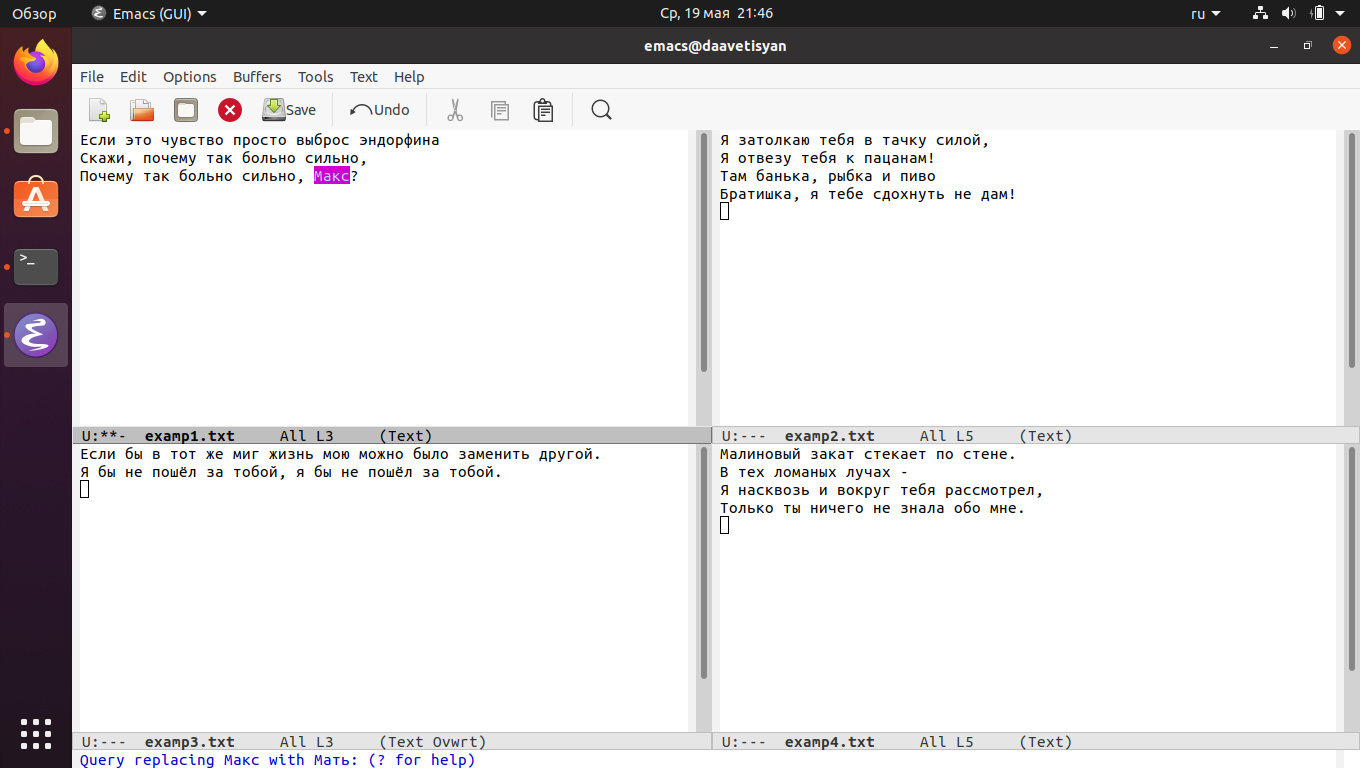 Обзор Emacs (GUI) Ср, 19 мая 21:46 ru
emacs@daavetisyan
File Edit Options Buffers Tools Text Help
Save Undo
Если это чувство просто выброс эндорфина
Скажи, почему так больно сильно,
Почему так больно сильно, Макс?
U:**- examp1.txt All L3 (Text)
Я затолкаю тебя в тачку силой,
Я отвезу тебя к пацанам!
Там банька, рыбка и пиво
Братишка, я тебе сдохнуть не дам!
U:--- examp2.txt All L5 (Text)
Если бы в тот же миг жизнь мою можно было заменить другой.
Я бы не пошёл за тобой, я бы не пошёл за тобой.
U:--- examp3.txt All L3 (Text Ovwrt)
Малиновый закат стекает по стене.
В тех ломаных лучах -
Я насквозь и вокруг тебя рассмотрел,
Только ты ничего не знала обо мне.
U:--- examp4.txt All L5 (Text)
Query replacing Макс with Мать: (? for help)